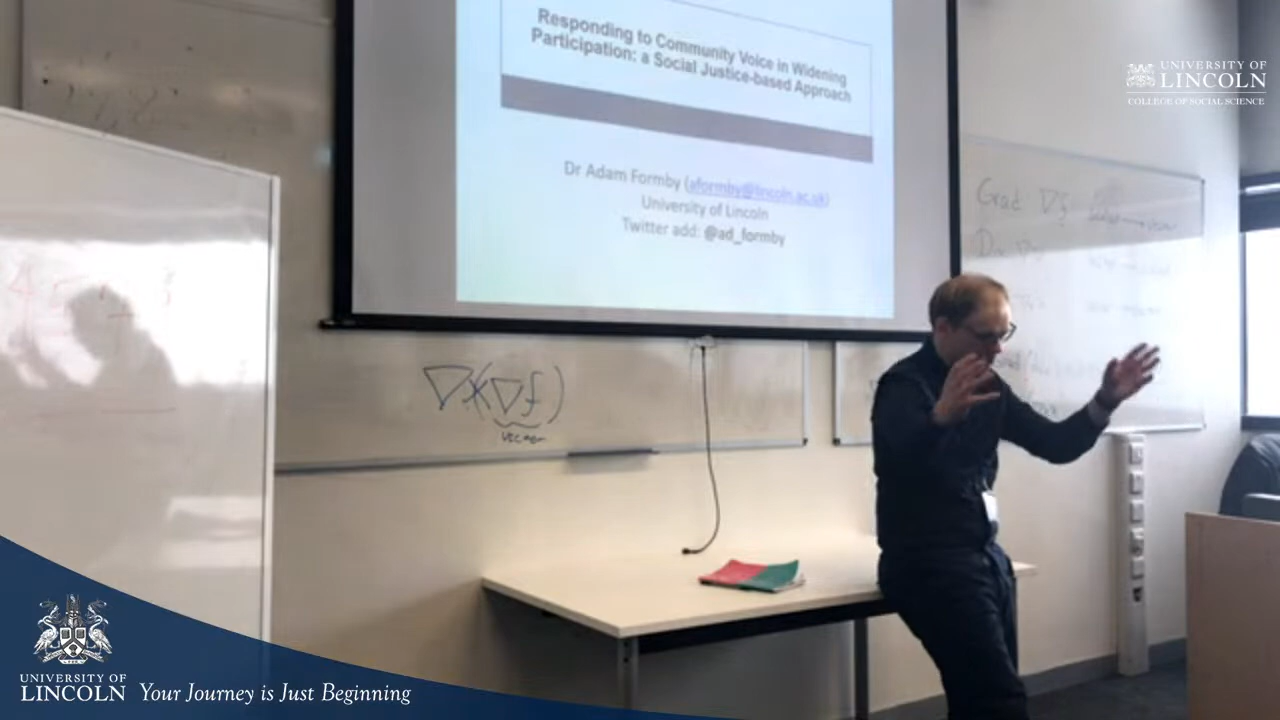 Responding to Community Voice in Widening
Participation: a Social Justice-based Approach
Dr Adam Formby (aformby@lincoln.ac.uk)
University of Lincoln
Twitter add: @ad_formby
UNIVERSITY OF
LINCOLN
COLLEGE OF SOCIAL SCIENCE
Grad ∇f
∇×(∇f)
vector
UNIVERSITY OF
LINCOLN
Your Journey is Just Beginning